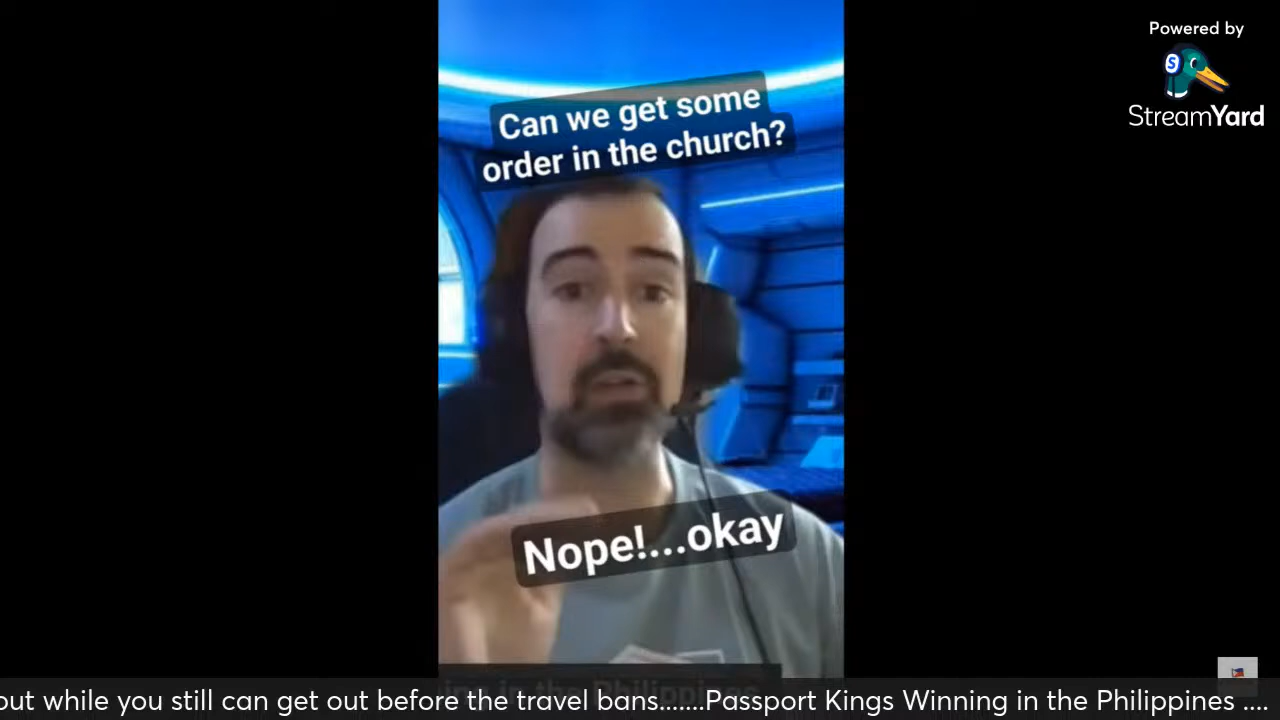 Powered by
StreamYard
Can we get some
order in the church?
Nope!...okay
out while you still can get out before the travel bans.......Passport Kings Winning in the Philippines ....